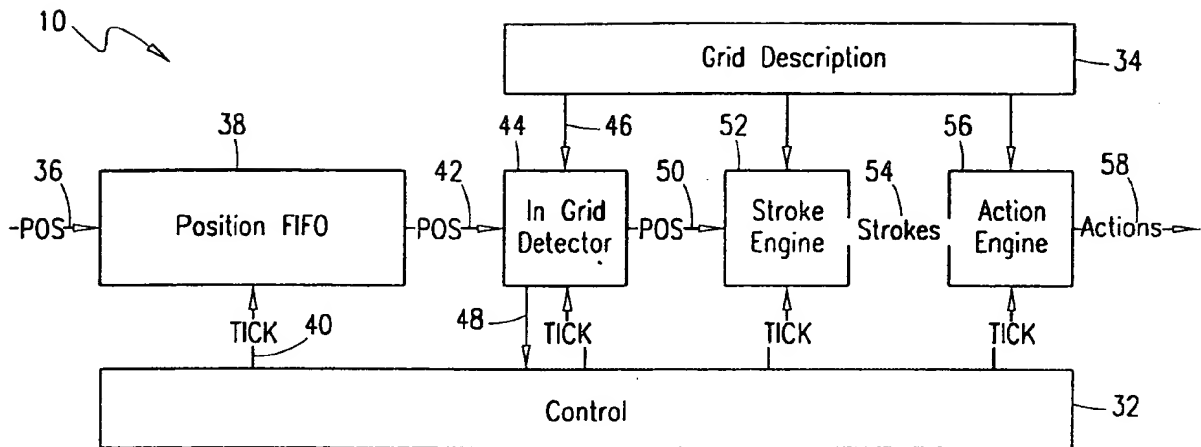 10
Grid Description
34
38
44
46
52
56
36
42
50
54
58
POS
Position FIFO
POS
In Grid
Detector
POS
Stroke
Engine
Strokes
Action
Engine
Actions
TICK
40
48
TICK
TICK
TICK
Control
32